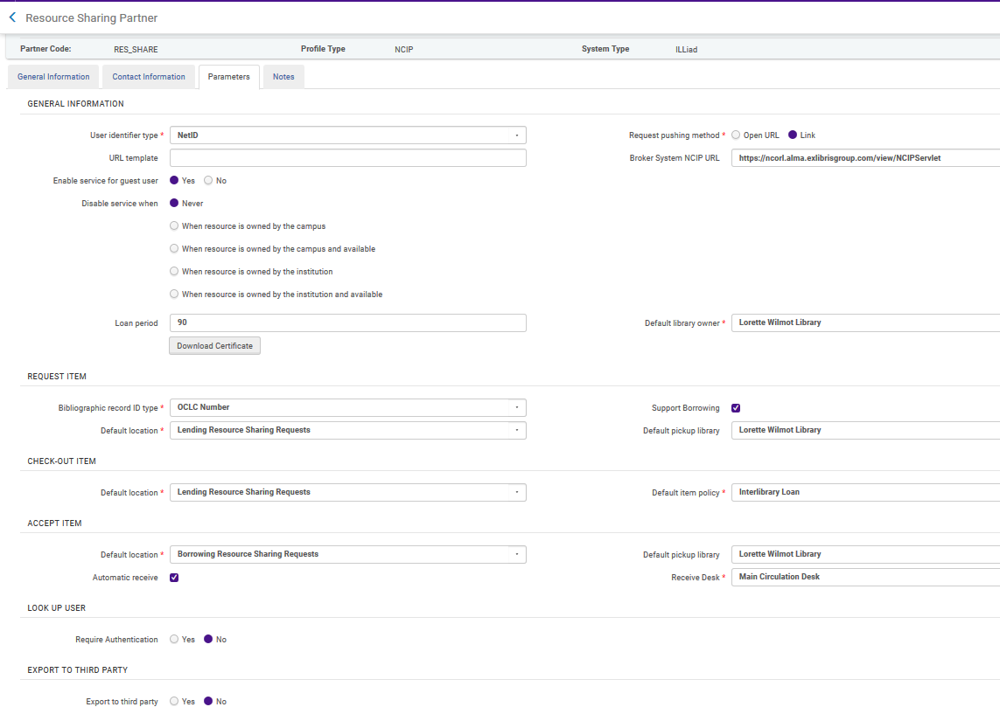 Resource Sharing Partner
Partner Code: RES_SHARE Profile Type NCIP System Type ILLiad
General Information Contact Information Parameters Notes
GENERAL INFORMATION
User identifier type * NetID Request pushing method * Open URL Link
URL template Broker System NCIP URL https://ncorl.alma.exlibrisgroup.com/view/NCIPServlet
Enable service for guest user Yes No
Disable service when Never
When resource is owned by the campus
When resource is owned by the campus and available
When resource is owned by the institution
When resource is owned by the institution and available
Loan period 90 Default library owner * Lorette Wilmot Library
Download Certificate
REQUEST ITEM
Bibliographic record ID type * OCLC Number Support Borrowing
Default location * Lending Resource Sharing Requests Default pickup library Lorette Wilmot Library
CHECK-OUT ITEM
Default location * Lending Resource Sharing Requests Default item policy * Interlibrary Loan
ACCEPT ITEM
Default location * Borrowing Resource Sharing Requests Default pickup library Lorette Wilmot Library
Automatic receive Receive Desk * Main Circulation Desk
LOOK UP USER
Require Authentication Yes No
EXPORT TO THIRD PARTY
Export to third party Yes No